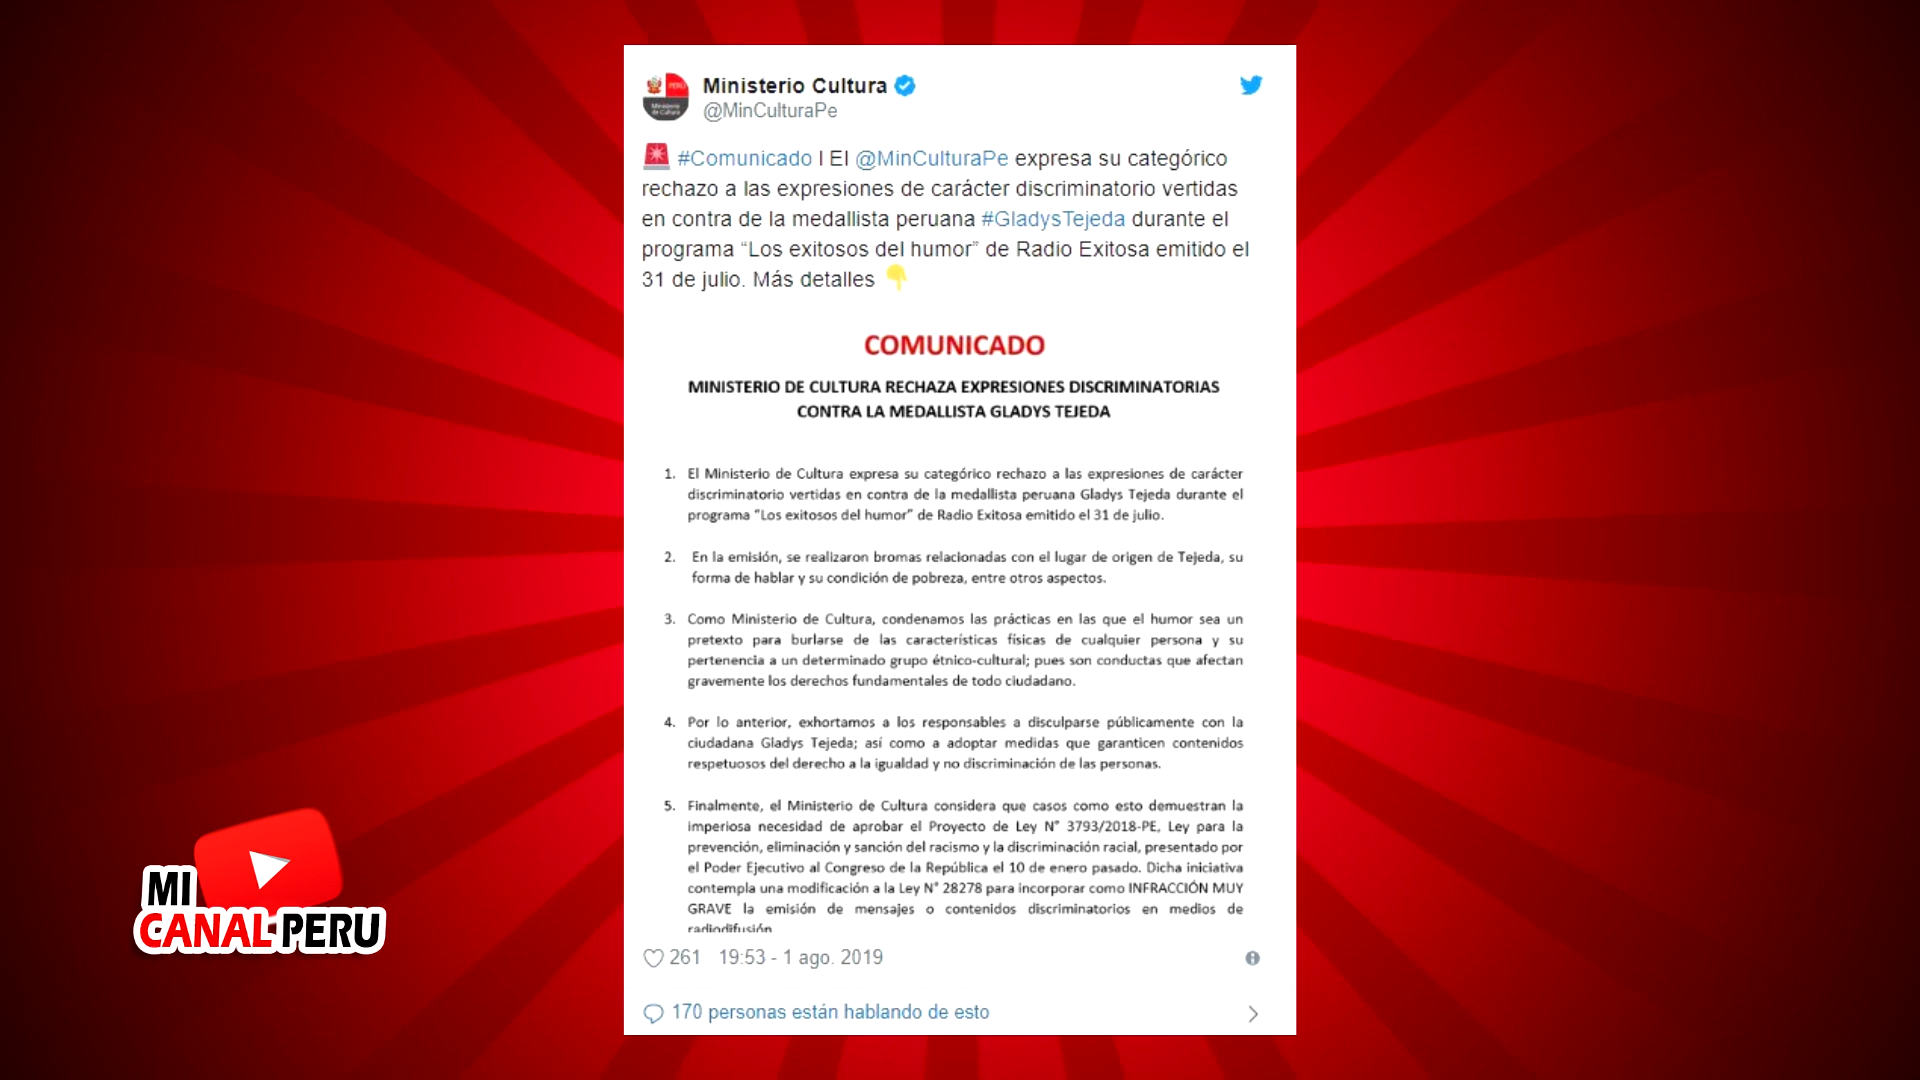 Ministerio Cultura
@MinCulturaPe
#Comunicado l El @MinCulturaPe expresa su categórico
rechazo a las expresiones de carácter discriminatorio vertidas
en contra de la medallista peruana #GladysTejeda durante el
programa “Los exitosos del humor” de Radio Exitosa emitido el
31 de julio. Más detalles
COMUNICADO
MINISTERIO DE CULTURA RECHAZA EXPRESIONES DISCRIMINATORIAS
CONTRA LA MEDALLISTA GLADYS TEJEDA
1. El Ministerio de Cultura expresa su categórico rechazo a las expresiones de carácter
discriminatorio vertidas en contra de la medallista peruana Gladys Tejeda durante el
programa “Los exitosos del humor” de Radio Exitosa emitido el 31 de julio.
2. En la emisión, se realizaron bromas relacionadas con el lugar de origen de Tejeda, su
forma de hablar y su condición de pobreza, entre otros aspectos.
3. Como Ministerio de Cultura, condenamos las prácticas en las que el humor sea un
pretexto para burlarse de las características físicas de cualquier persona y su
pertenencia a un determinado grupo étnico-cultural; pues son conductas que afectan
gravemente los derechos fundamentales de todo ciudadano.
4. Por lo anterior, exhortamos a los responsables a disculparse públicamente con la
ciudadana Gladys Tejeda; así como a adoptar medidas que garanticen contenidos
respetuosos del derecho a la igualdad y no discriminación de las personas.
5. Finalmente, el Ministerio de Cultura considera que casos como esto demuestran la
imperiosa necesidad de aprobar el Proyecto de Ley N° 3793/2018-PE, Ley para la
prevención, eliminación y sanción del racismo y la discriminación racial, presentado por
el Poder Ejecutivo al Congreso de la República el 10 de enero pasado. Dicha iniciativa
contempla una modificación a la Ley N° 28278 para incorporar como INFRACCIÓN MUY
GRAVE la emisión de mensajes o contenidos discriminatorios en medios de
radiodifusión
261 19:53 - 1 ago. 2019
170 personas están hablando de esto
MI
CANAL PERU
PERÚ
Ministerio
de Cultura